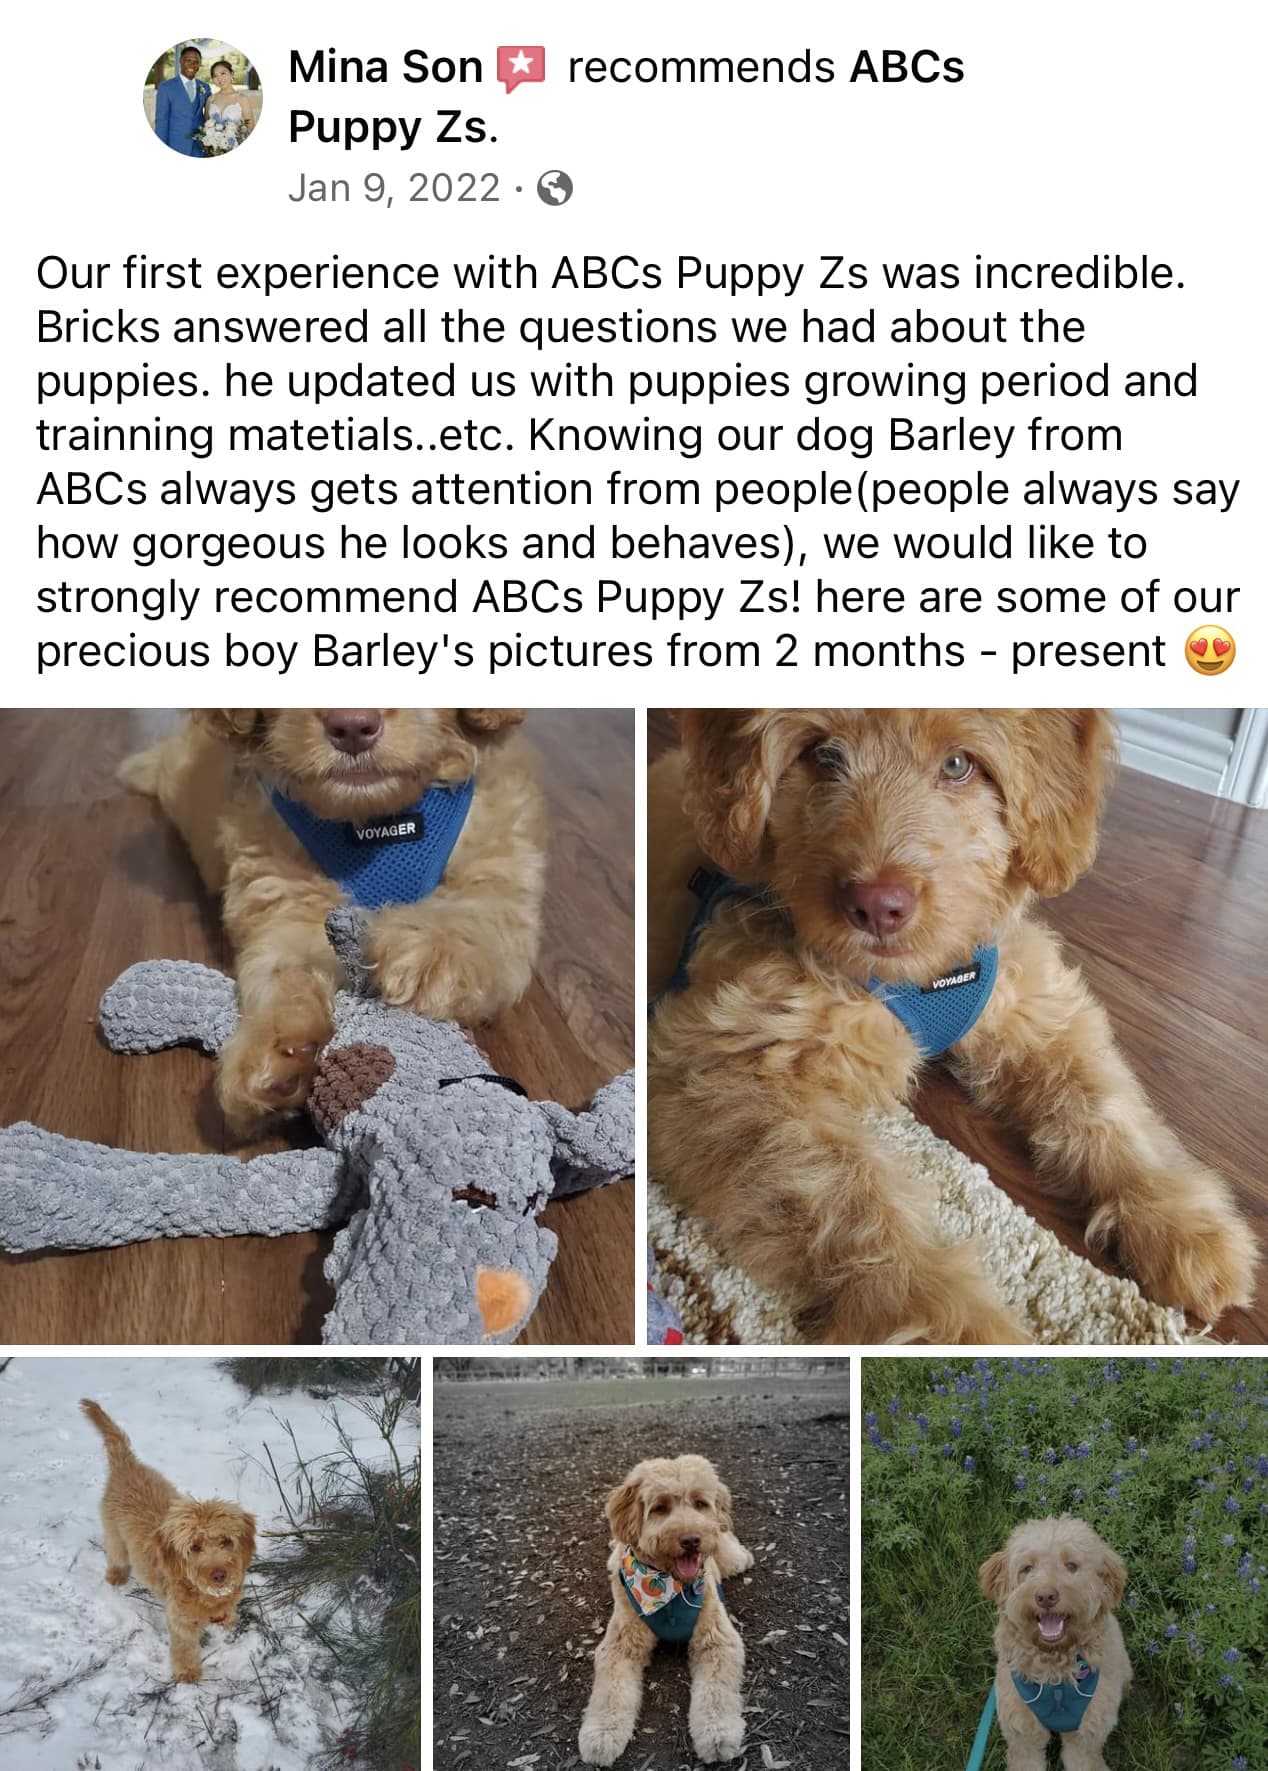 Mina Son recommends ABCs
Puppy Zs.
Jan 9, 2022 ·
Our first experience with ABCs Puppy Zs was incredible.
Bricks answered all the questions we had about the
puppies. he updated us with puppies growing period and
trainning matetials..etc. Knowing our dog Barley from
ABCs always gets attention from people(people always say
how gorgeous he looks and behaves), we would like to
strongly recommend ABCs Puppy Zs! here are some of our
precious boy Barley's pictures from 2 months - present 😍
VOYAGER
VOYAGER